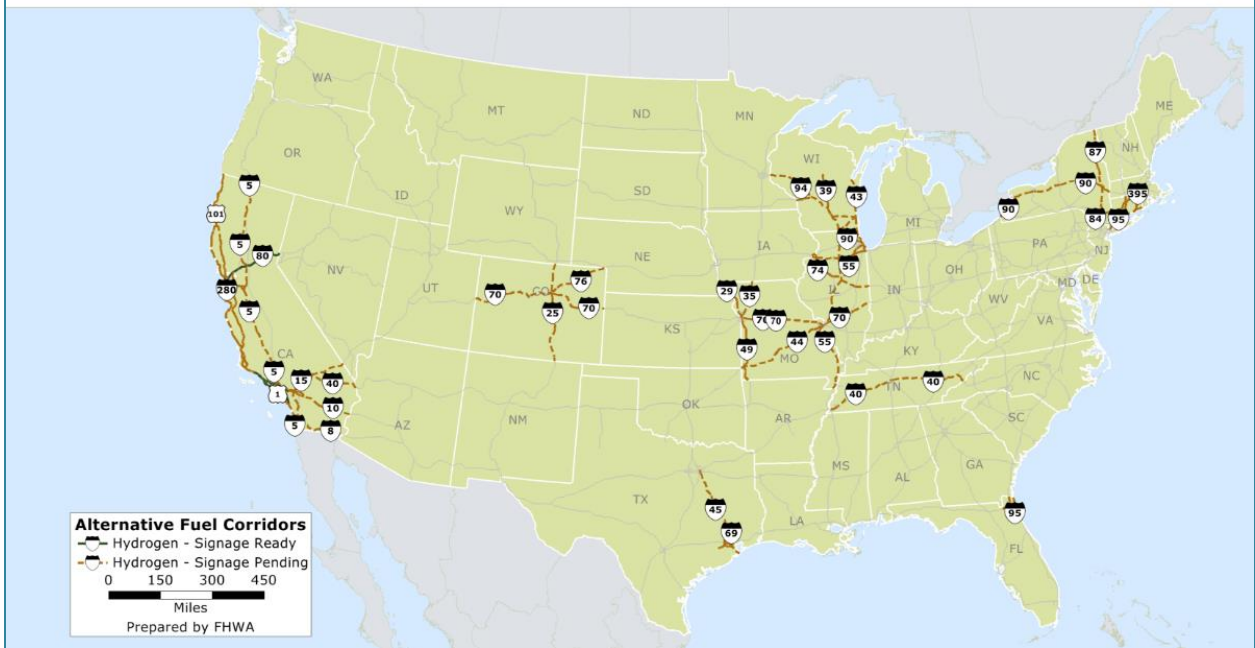 WA
MT
ND
MN
ME
OR
ID
SD
WI
NH
87
5
94
39
43
90
395
WY
MI
90
101
84
95
5
80
NE
IA
90
PA
NJ
NV
UT
CO
76
74
55
OH
MD
DE
280
70
29
35
IL
IN
WV
5
25
70
KS
70
70
70
VA
CA
49
44
55
MO
KY
5
15
40
40
TN
NC
1
10
40
OK
AR
SC
5
8
AZ
NM
MS
AL
GA
TX
45
LA
95
69
FL
Alternative Fuel Corridors
Hydrogen - Signage Ready
Hydrogen - Signage Pending
0 150 300 450
Miles
Prepared by FHWA